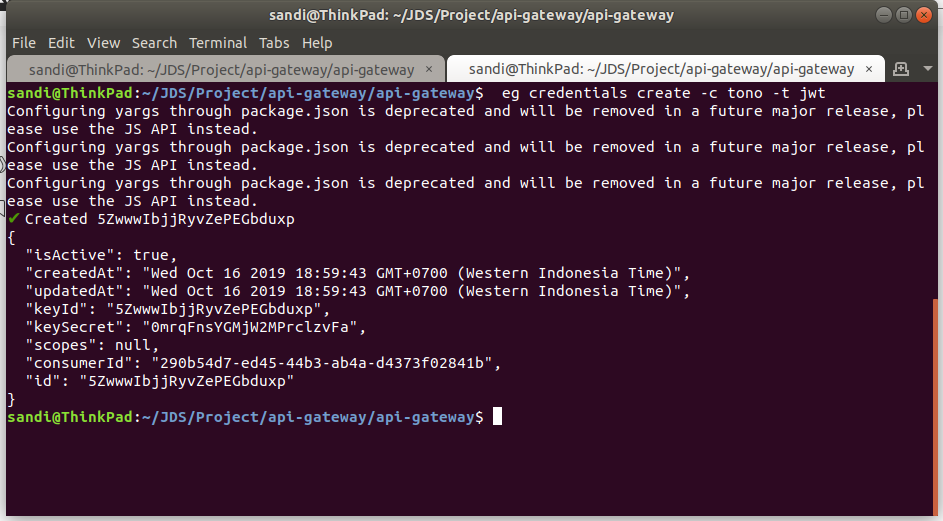 sandi@ThinkPad: ~/JDS/Project/api-gateway/api-gateway
File Edit View Search Terminal Tabs Help
sandi@ThinkPad: ~/JDS/Project/api-gateway/api-gateway × sandi@ThinkPad: ~/JDS/Project/api-gateway/api-gateway ×
sandi@ThinkPad:~/JDS/Project/api-gateway/api-gateway$  eg credentials create -c tono -t jwt
Configuring yargs through package.json is deprecated and will be removed in a future major release, pl
ease use the JS API instead.
Configuring yargs through package.json is deprecated and will be removed in a future major release, pl
ease use the JS API instead.
Configuring yargs through package.json is deprecated and will be removed in a future major release, pl
ease use the JS API instead.
✔ Created 5ZwwwIbjjRyvZePEGbduxp
{
  "isActive": true,
  "createdAt": "Wed Oct 16 2019 18:59:43 GMT+0700 (Western Indonesia Time)",
  "updatedAt": "Wed Oct 16 2019 18:59:43 GMT+0700 (Western Indonesia Time)",
  "keyId": "5ZwwwIbjjRyvZePEGbduxp",
  "keySecret": "0mrqFnsYGMjW2MPrclzvFa",
  "scopes": null,
  "consumerId": "290b54d7-ed45-44b3-ab4a-d4373f02841b",
  "id": "5ZwwwIbjjRyvZePEGbduxp"
}
sandi@ThinkPad:~/JDS/Project/api-gateway/api-gateway$